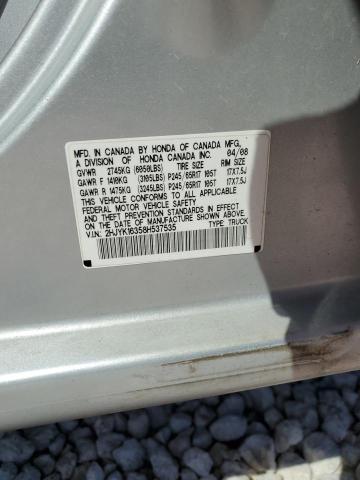 MFD. IN CANADA BY HONDA OF CANADA MFG., 04/08
A DIVISION OF HONDA CANADA INC. TIRE SIZE RIM SIZE
GVWR 2745KG (6050LBS)
GAWR F 1410KG (3105LBS) P245/65R17 105T 17X7.5J
GAWR R 1475KG (3245LBS) P245/65R17 105T 17X7.5J
THIS VEHICLE CONFORMS TO ALL APPLICABLE
FEDERAL MOTOR VEHICLE SAFETY, BUMPER,
AND THEFT PREVENTION STANDARDS IN EFFECT
ON THE DATE OF MANUFACTURE SHOWN ABOVE.
V.I.N: 2HJYK16358H537535 TYPE: TRUCK